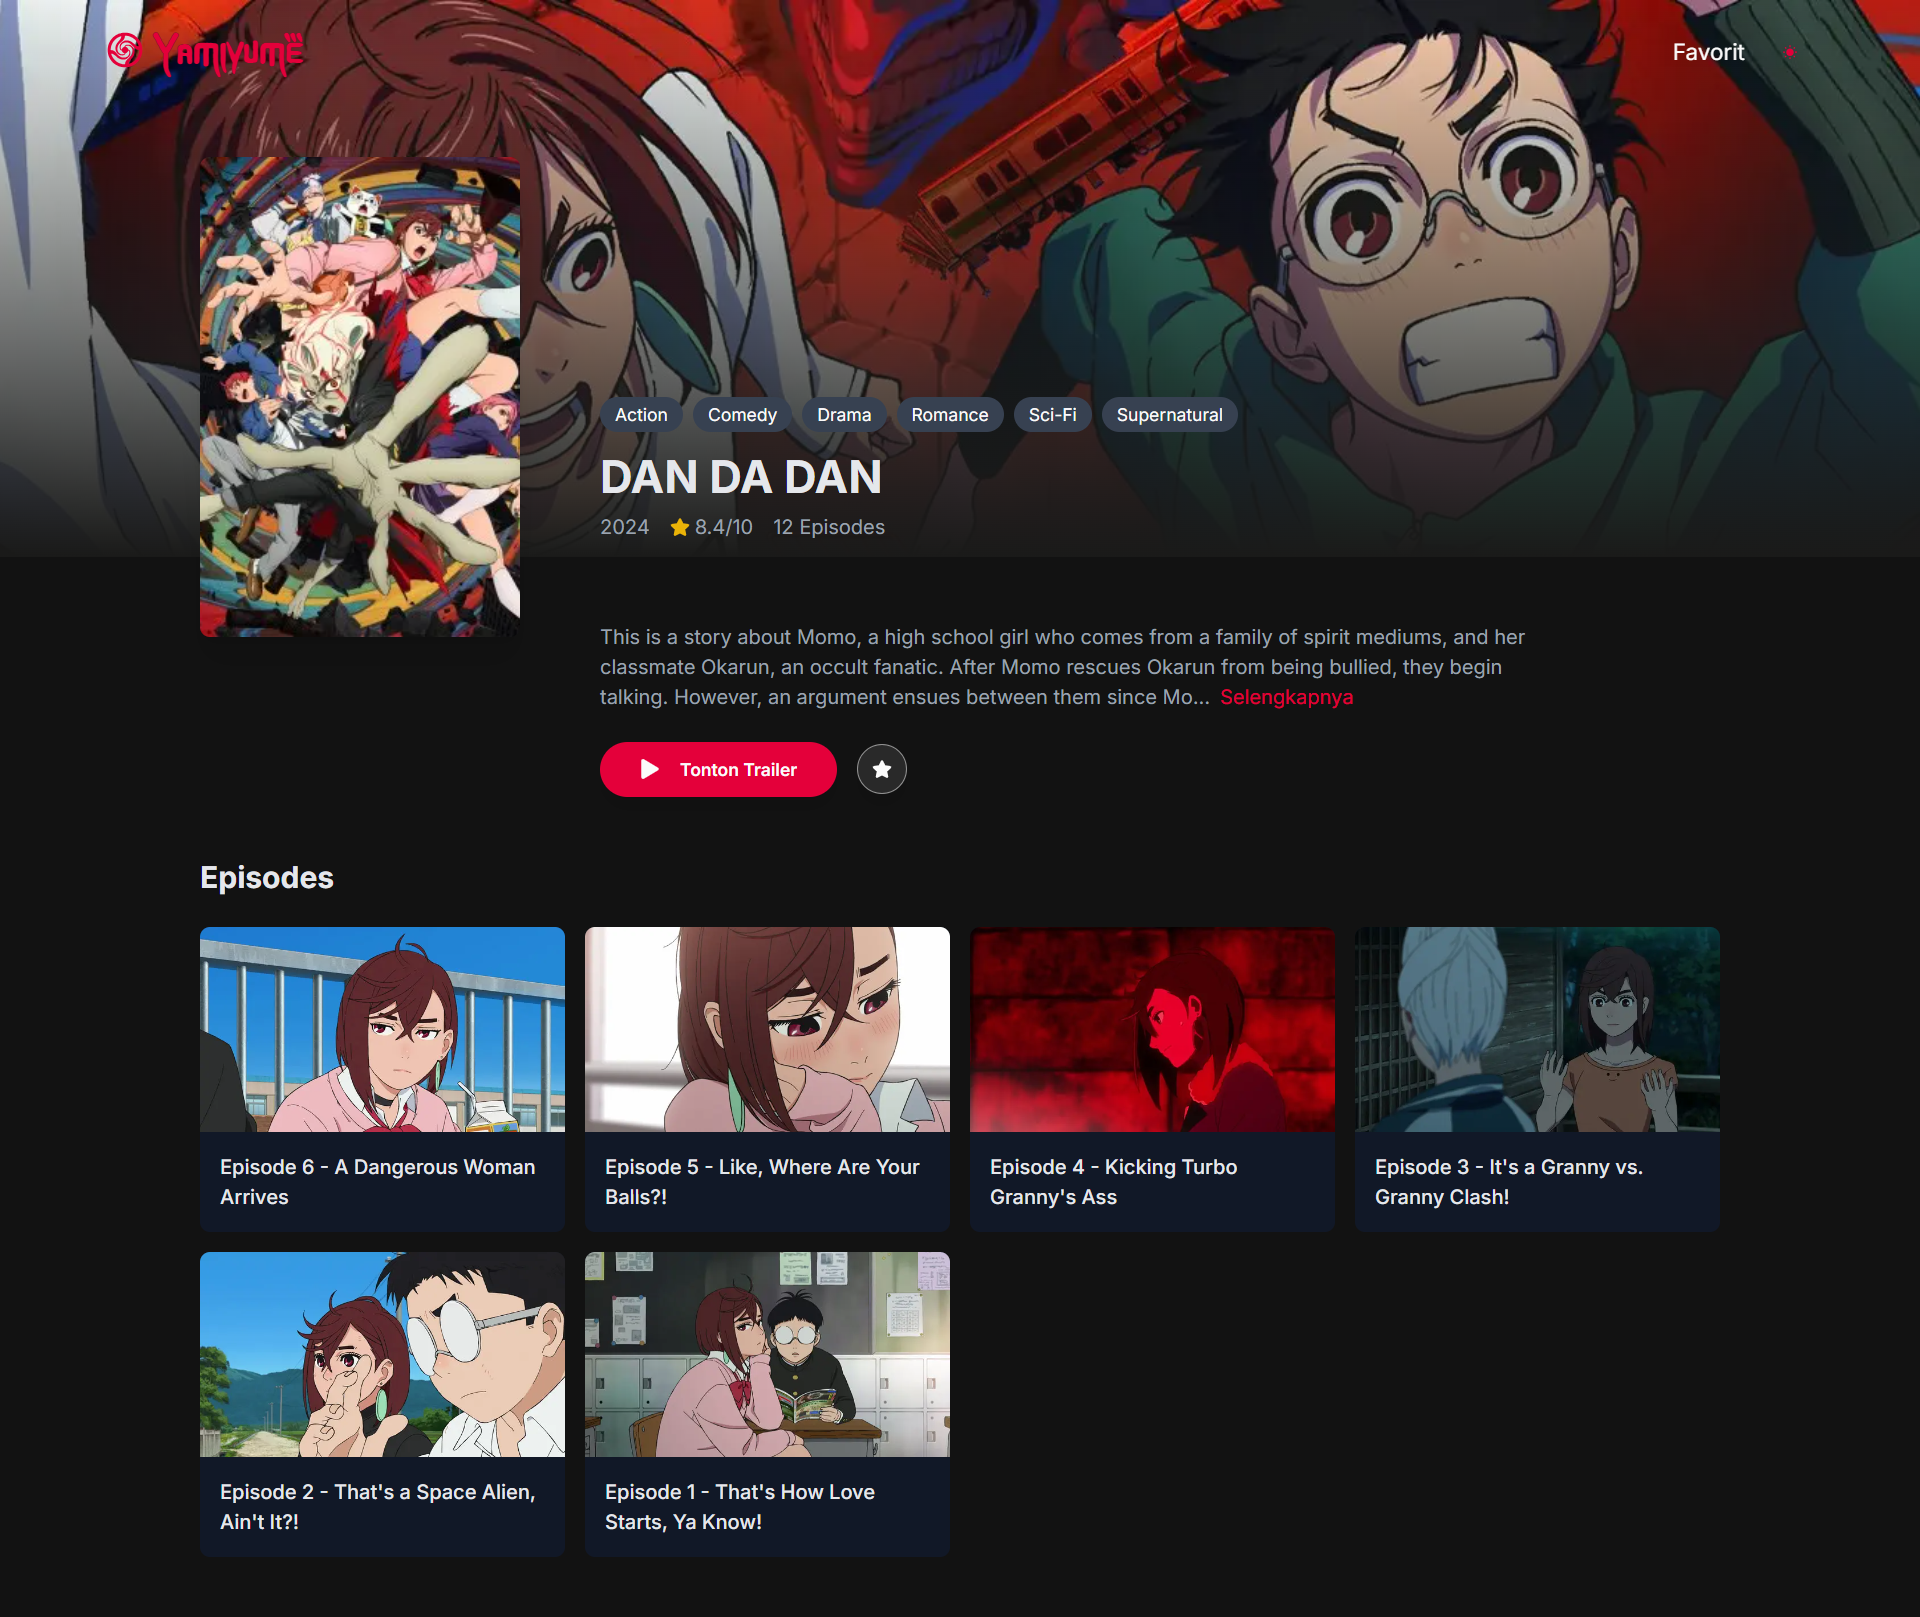 YAMIYUME
Favorit
Action Comedy Drama Romance Sci-Fi Supernatural
DAN DA DAN
2024 8.4/10 12 Episodes
This is a story about Momo, a high school girl who comes from a family of spirit mediums, and her
classmate Okarun, an occult fanatic. After Momo rescues Okarun from being bullied, they begin
talking. However, an argument ensues between them since Mo... Selengkapnya
Tonton Trailer
Episodes
Episode 6 - A Dangerous Woman
Arrives
Episode 5 - Like, Where Are Your
Balls?!
Episode 4 - Kicking Turbo
Granny's Ass
Episode 3 - It's a Granny vs.
Granny Clash!
Episode 2 - That's a Space Alien,
Ain't It?!
Episode 1 - That's How Love
Starts, Ya Know!